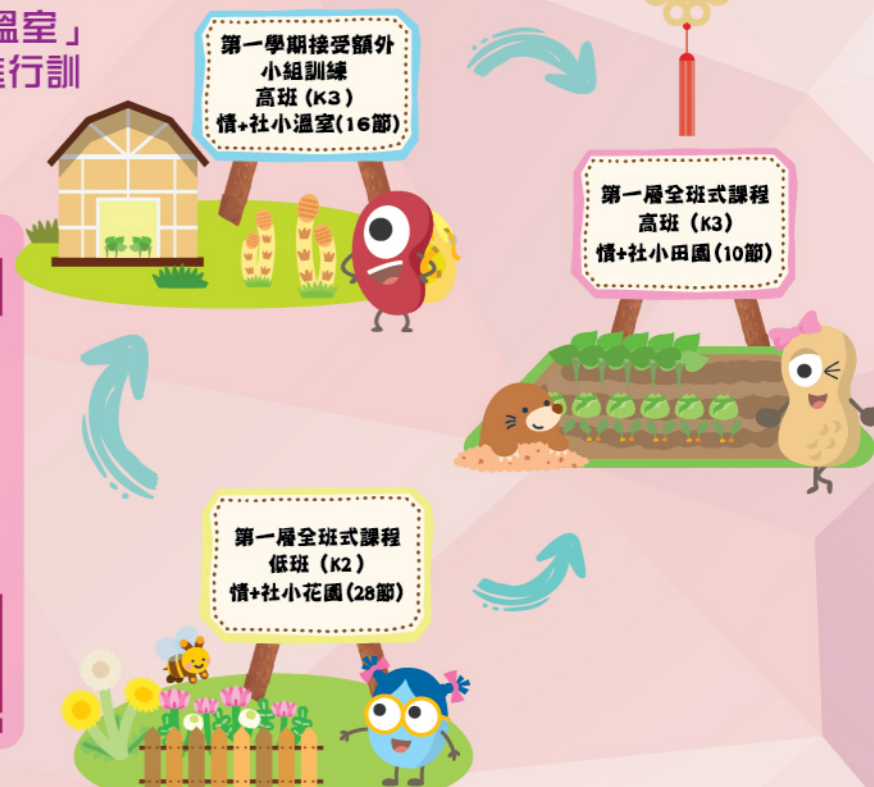 溫室」
進行訓
第一學期接受額外
小組訓練
高班 (K3)
情+社小溫室(16節)
第一層全班式課程
高班 (K3)
情+社小田園(10節)
第一層全班式課程
低班 (K2)
情+社小花園(28節)